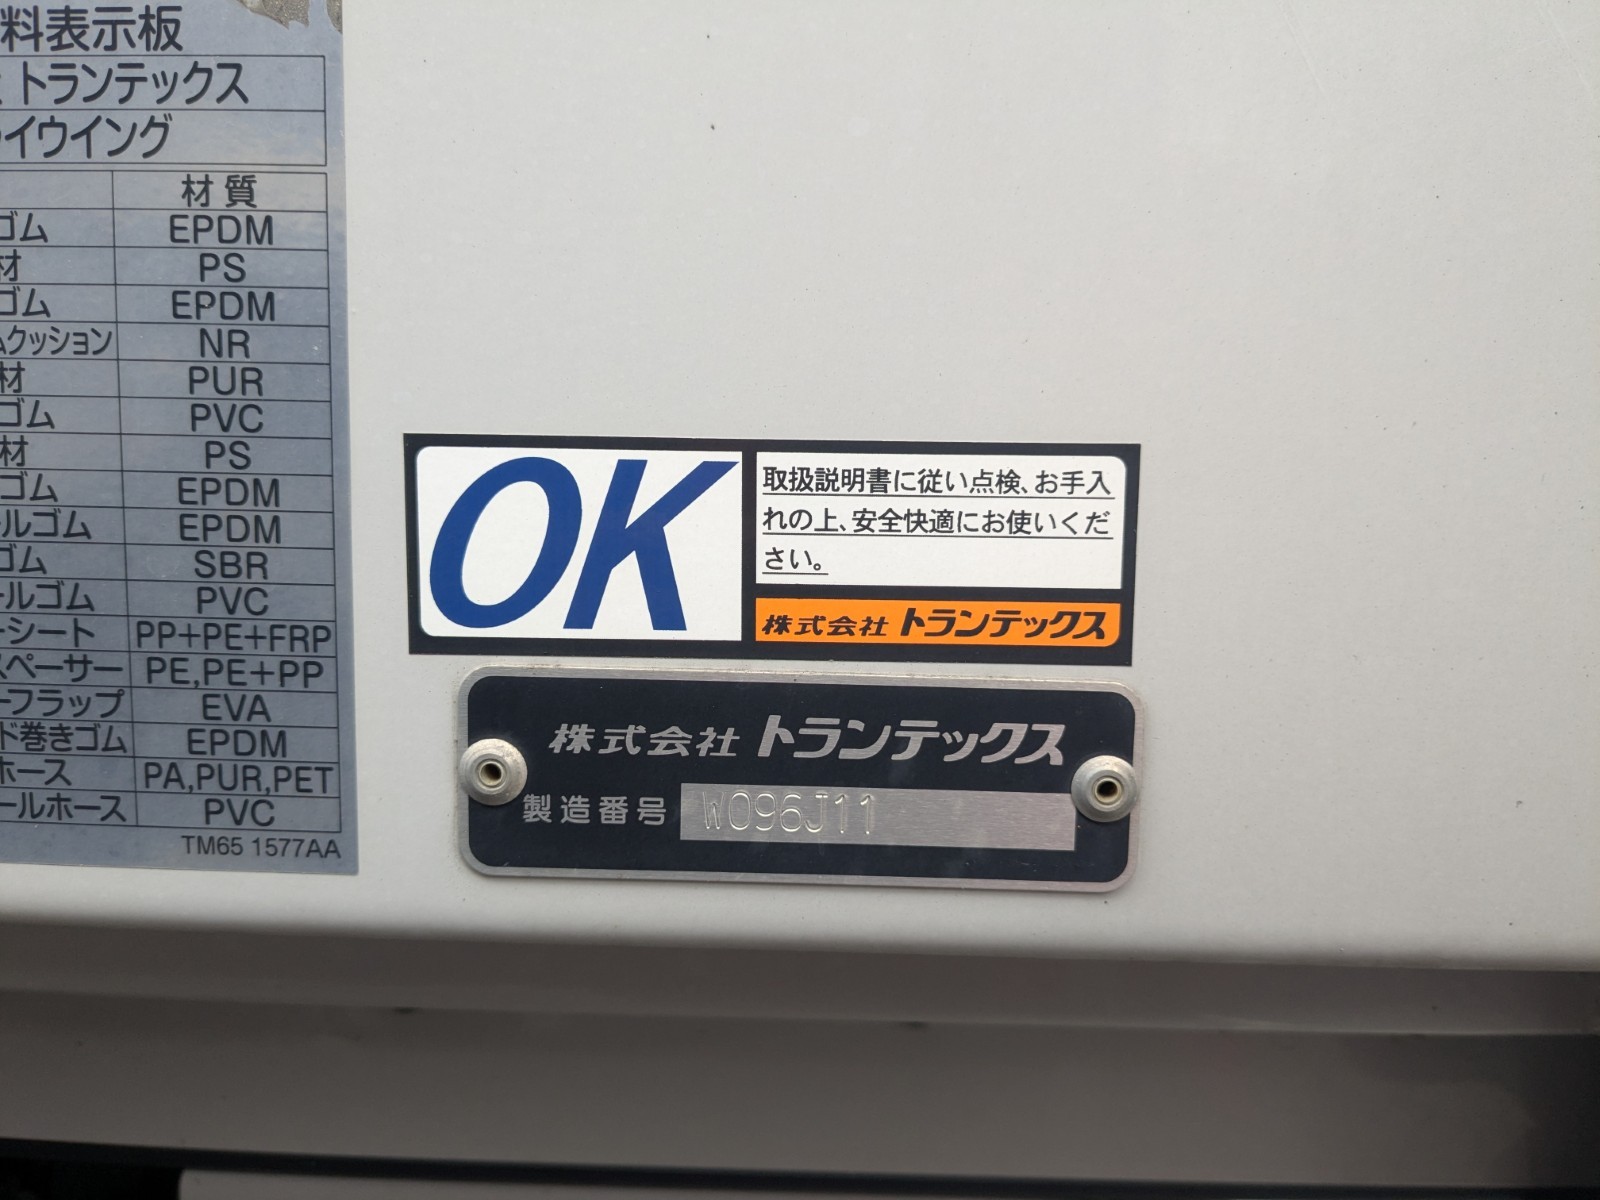 料表示板
トランテックス
イウイング
材質
ゴム EPDM
材 PS
ゴム EPDM
ムクッション NR
材 PUR
ゴム PVC
材 PS
ゴム EPDM
ールゴム EPDM
ゴム SBR
ールゴム PVC
ーシート PP+PE+FRP
スペーサー PE,PE+PP
ーフラップ EVA
ド巻きゴム EPDM
ホース PA,PUR,PET
ールホース PVC
TM65 1577AA
OK
取扱説明書に従い点検、お手入
れの上、安全快適にお使いくだ
さい。
株式会社 トランテックス
株式会社 トランテックス
製造番号 W096J11